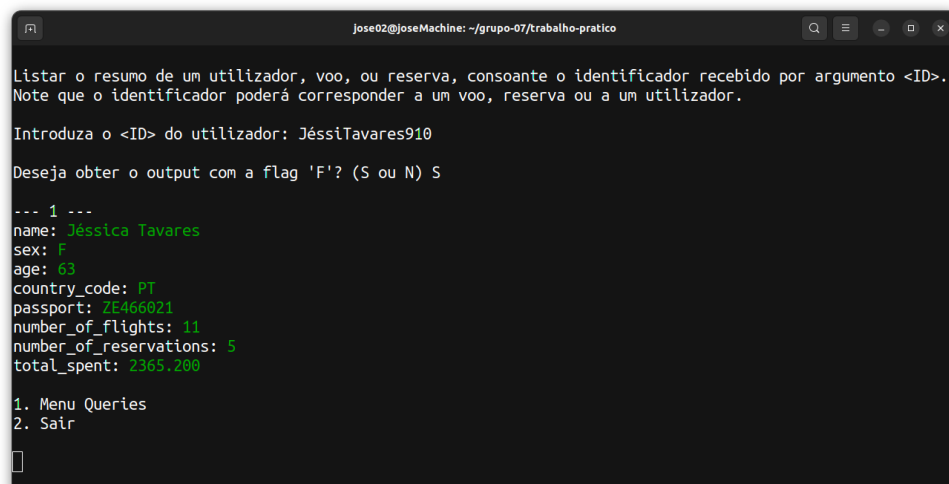 jose02@joseMachine: ~/grupo-07/trabalho-pratico
Listar o resumo de um utilizador, voo, ou reserva, consoante o identificador recebido por argumento <ID>.
Note que o identificador poderá corresponder a um voo, reserva ou a um utilizador.
Introduza o <ID> do utilizador: JéssiTavares910
Deseja obter o output com a flag 'F'? (S ou N) S
--- 1 ---
name: Jéssica Tavares
sex: F
age: 63
country_code: PT
passport: ZE466021
number_of_flights: 11
number_of_reservations: 5
total_spent: 2365.200
1. Menu Queries
2. Sair